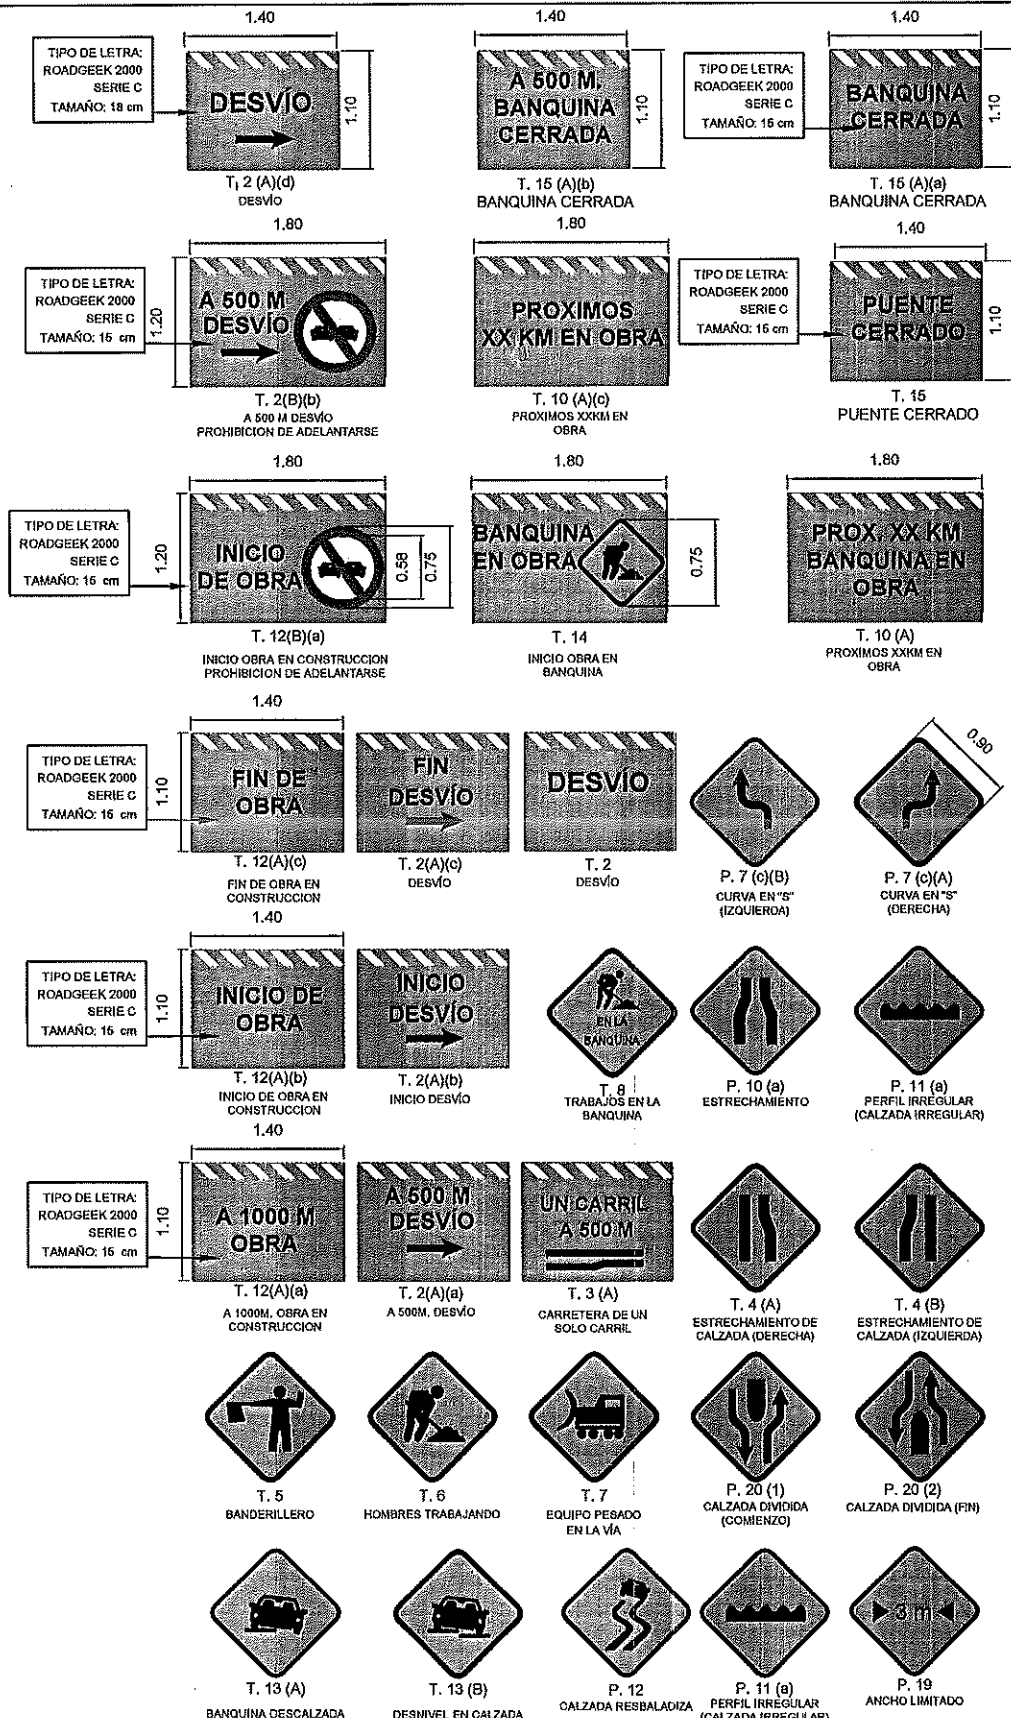 1.40
1.40
1.40
TIPO DE LETRA:
ROADGEEK 2000
SERIE C
TAMAÑO: 18 cm
DESVÍO
1.10
T. 2 (A)(d)
DESVÍO
A 500 M.
BANQUINA
CERRADA
1.10
T. 15 (A)(b)
BANQUINA CERRADA
TIPO DE LETRA:
ROADGEEK 2000
SERIE C
TAMAÑO: 15 cm
BANQUINA
CERRADA
1.10
T. 15 (A)(a)
BANQUINA CERRADA
1.80
1.80
1.40
TIPO DE LETRA:
ROADGEEK 2000
SERIE C
TAMAÑO: 15 cm
1.20
A 500 M
DESVÍO
T. 2(B)(b)
A 500 M DESVÍO
PROHIBICION DE ADELANTARSE
PROXIMOS
XX KM EN OBRA
T. 10 (A)(c)
PROXIMOS XXKM EN
OBRA
TIPO DE LETRA:
ROADGEEK 2000
SERIE C
TAMAÑO: 15 cm
PUENTE
CERRADO
1.10
T. 15
PUENTE CERRADO
1.80
1.80
1.80
TIPO DE LETRA:
ROADGEEK 2000
SERIE C
TAMAÑO: 15 cm
1.20
INICIO
DE OBRA
0.58
0.75
T. 12(B)(a)
INICIO OBRA EN CONSTRUCCION
PROHIBICION DE ADELANTARSE
BANQUINA
EN OBRA
0.75
T. 14
INICIO OBRA EN
BANQUINA
PROX. XX KM
BANQUINA EN
OBRA
T. 10 (A)
PROXIMOS XXKM EN
OBRA
1.40
TIPO DE LETRA:
ROADGEEK 2000
SERIE C
TAMAÑO: 15 cm
1.10
FIN DE
OBRA
T. 12(A)(c)
FIN DE OBRA EN
CONSTRUCCION
FIN
DESVÍO
T. 2(A)(c)
DESVÍO
DESVÍO
T. 2
DESVÍO
P. 7 (c)(B)
CURVA EN "S"
(IZQUIERDA)
0.90
P. 7 (c)(A)
CURVA EN "S"
(DERECHA)
1.40
TIPO DE LETRA:
ROADGEEK 2000
SERIE C
TAMAÑO: 15 cm
1.10
INICIO DE
OBRA
T. 12(A)(b)
INICIO DE OBRA EN
CONSTRUCCION
INICIO
DESVÍO
T. 2(A)(b)
INICIO DESVÍO
EN LA
BANQUINA
T. 8
TRABAJOS EN LA
BANQUINA
P. 10 (a)
ESTRECHAMIENTO
P. 11 (a)
PERFIL IRREGULAR
(CALZADA IRREGULAR)
1.40
TIPO DE LETRA:
ROADGEEK 2000
SERIE C
TAMAÑO: 15 cm
1.10
A 1000 M
OBRA
T. 12(A)(a)
A 1000M, OBRA EN
CONSTRUCCION
A 500 M
DESVÍO
T. 2(A)(a)
A 500M, DESVÍO
UN CARRIL
A 500 M
T. 3 (A)
CARRETERA DE UN
SOLO CARRIL
T. 4 (A)
ESTRECHAMIENTO DE
CALZADA (DERECHA)
T. 4 (B)
ESTRECHAMIENTO DE
CALZADA (IZQUIERDA)
T. 5
BANDERILLERO
T. 6
HOMBRES TRABAJANDO
T. 7
EQUIPO PESADO
EN LA VÍA
P. 20 (1)
CALZADA DIVIDIDA
(COMIENZO)
P. 20 (2)
CALZADA DIVIDIDA (FIN)
T. 13 (A)
BANQUINA DESCALZADA
T. 13 (B)
DESNIVEL EN CALZADA
P. 12
CALZADA RESBALADIZA
P. 11 (a)
PERFIL IRREGULAR
(CALZADA IRREGULAR)
3 m
P. 19
ANCHO LIMITADO